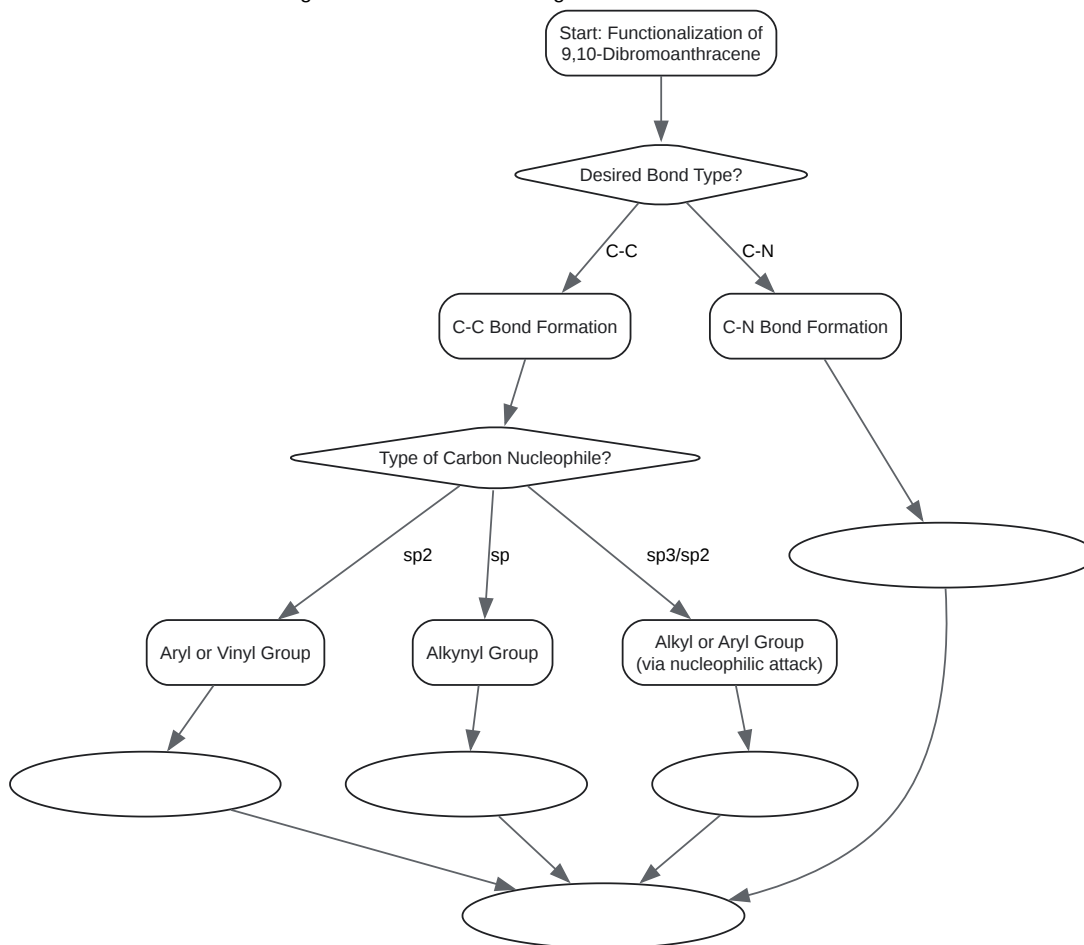 Start: Functionalization of
9,10-Dibromoanthracene
Desired Bond Type?
C-C
C-N
C-C Bond Formation
C-N Bond Formation
Type of Carbon Nucleophile?
sp2
sp
sp3/sp2
Aryl or Vinyl Group
Alkynyl Group
Alkyl or Aryl Group
(via nucleophilic attack)